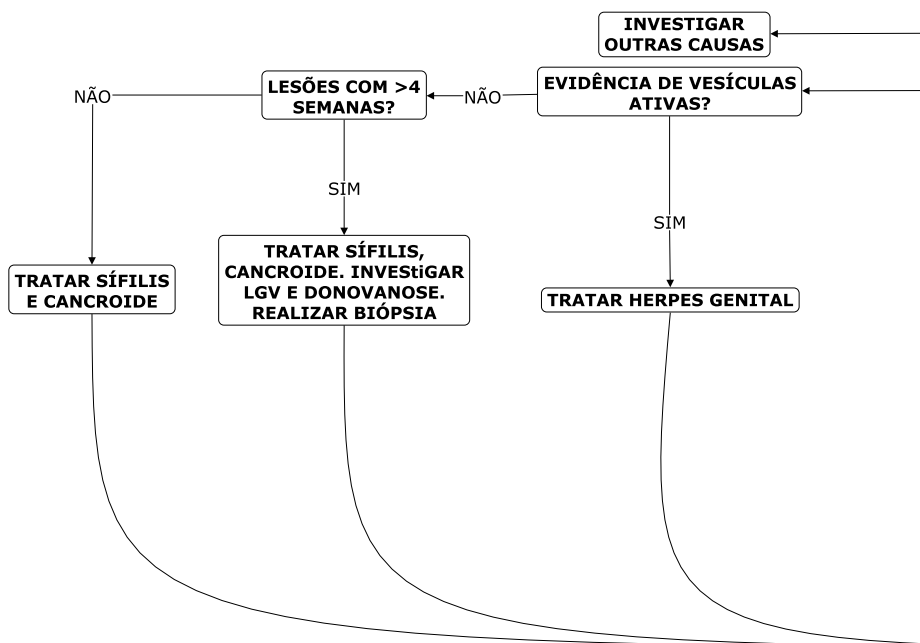 INVESTIGAR
OUTRAS CAUSAS
EVIDÊNCIA DE VESÍCULAS
ATIVAS?
NÃO
LESÕES COM >4
SEMANAS?
NÃO
SIM
SIM
TRATAR SÍFILIS
E CANCROIDE
TRATAR SÍFILIS,
CANCROIDE. INVEStiGAR
LGV E DONOVANOSE.
REALIZAR BIÓPSIA
TRATAR HERPES GENITAL